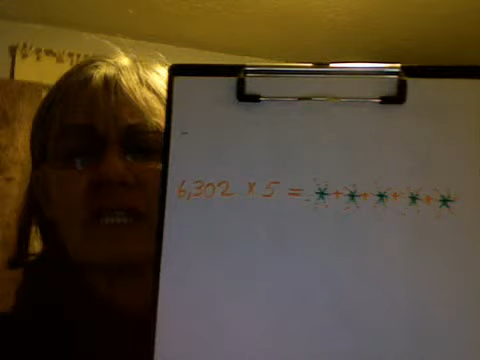 6,302 x 5 = * + * + * + * + *